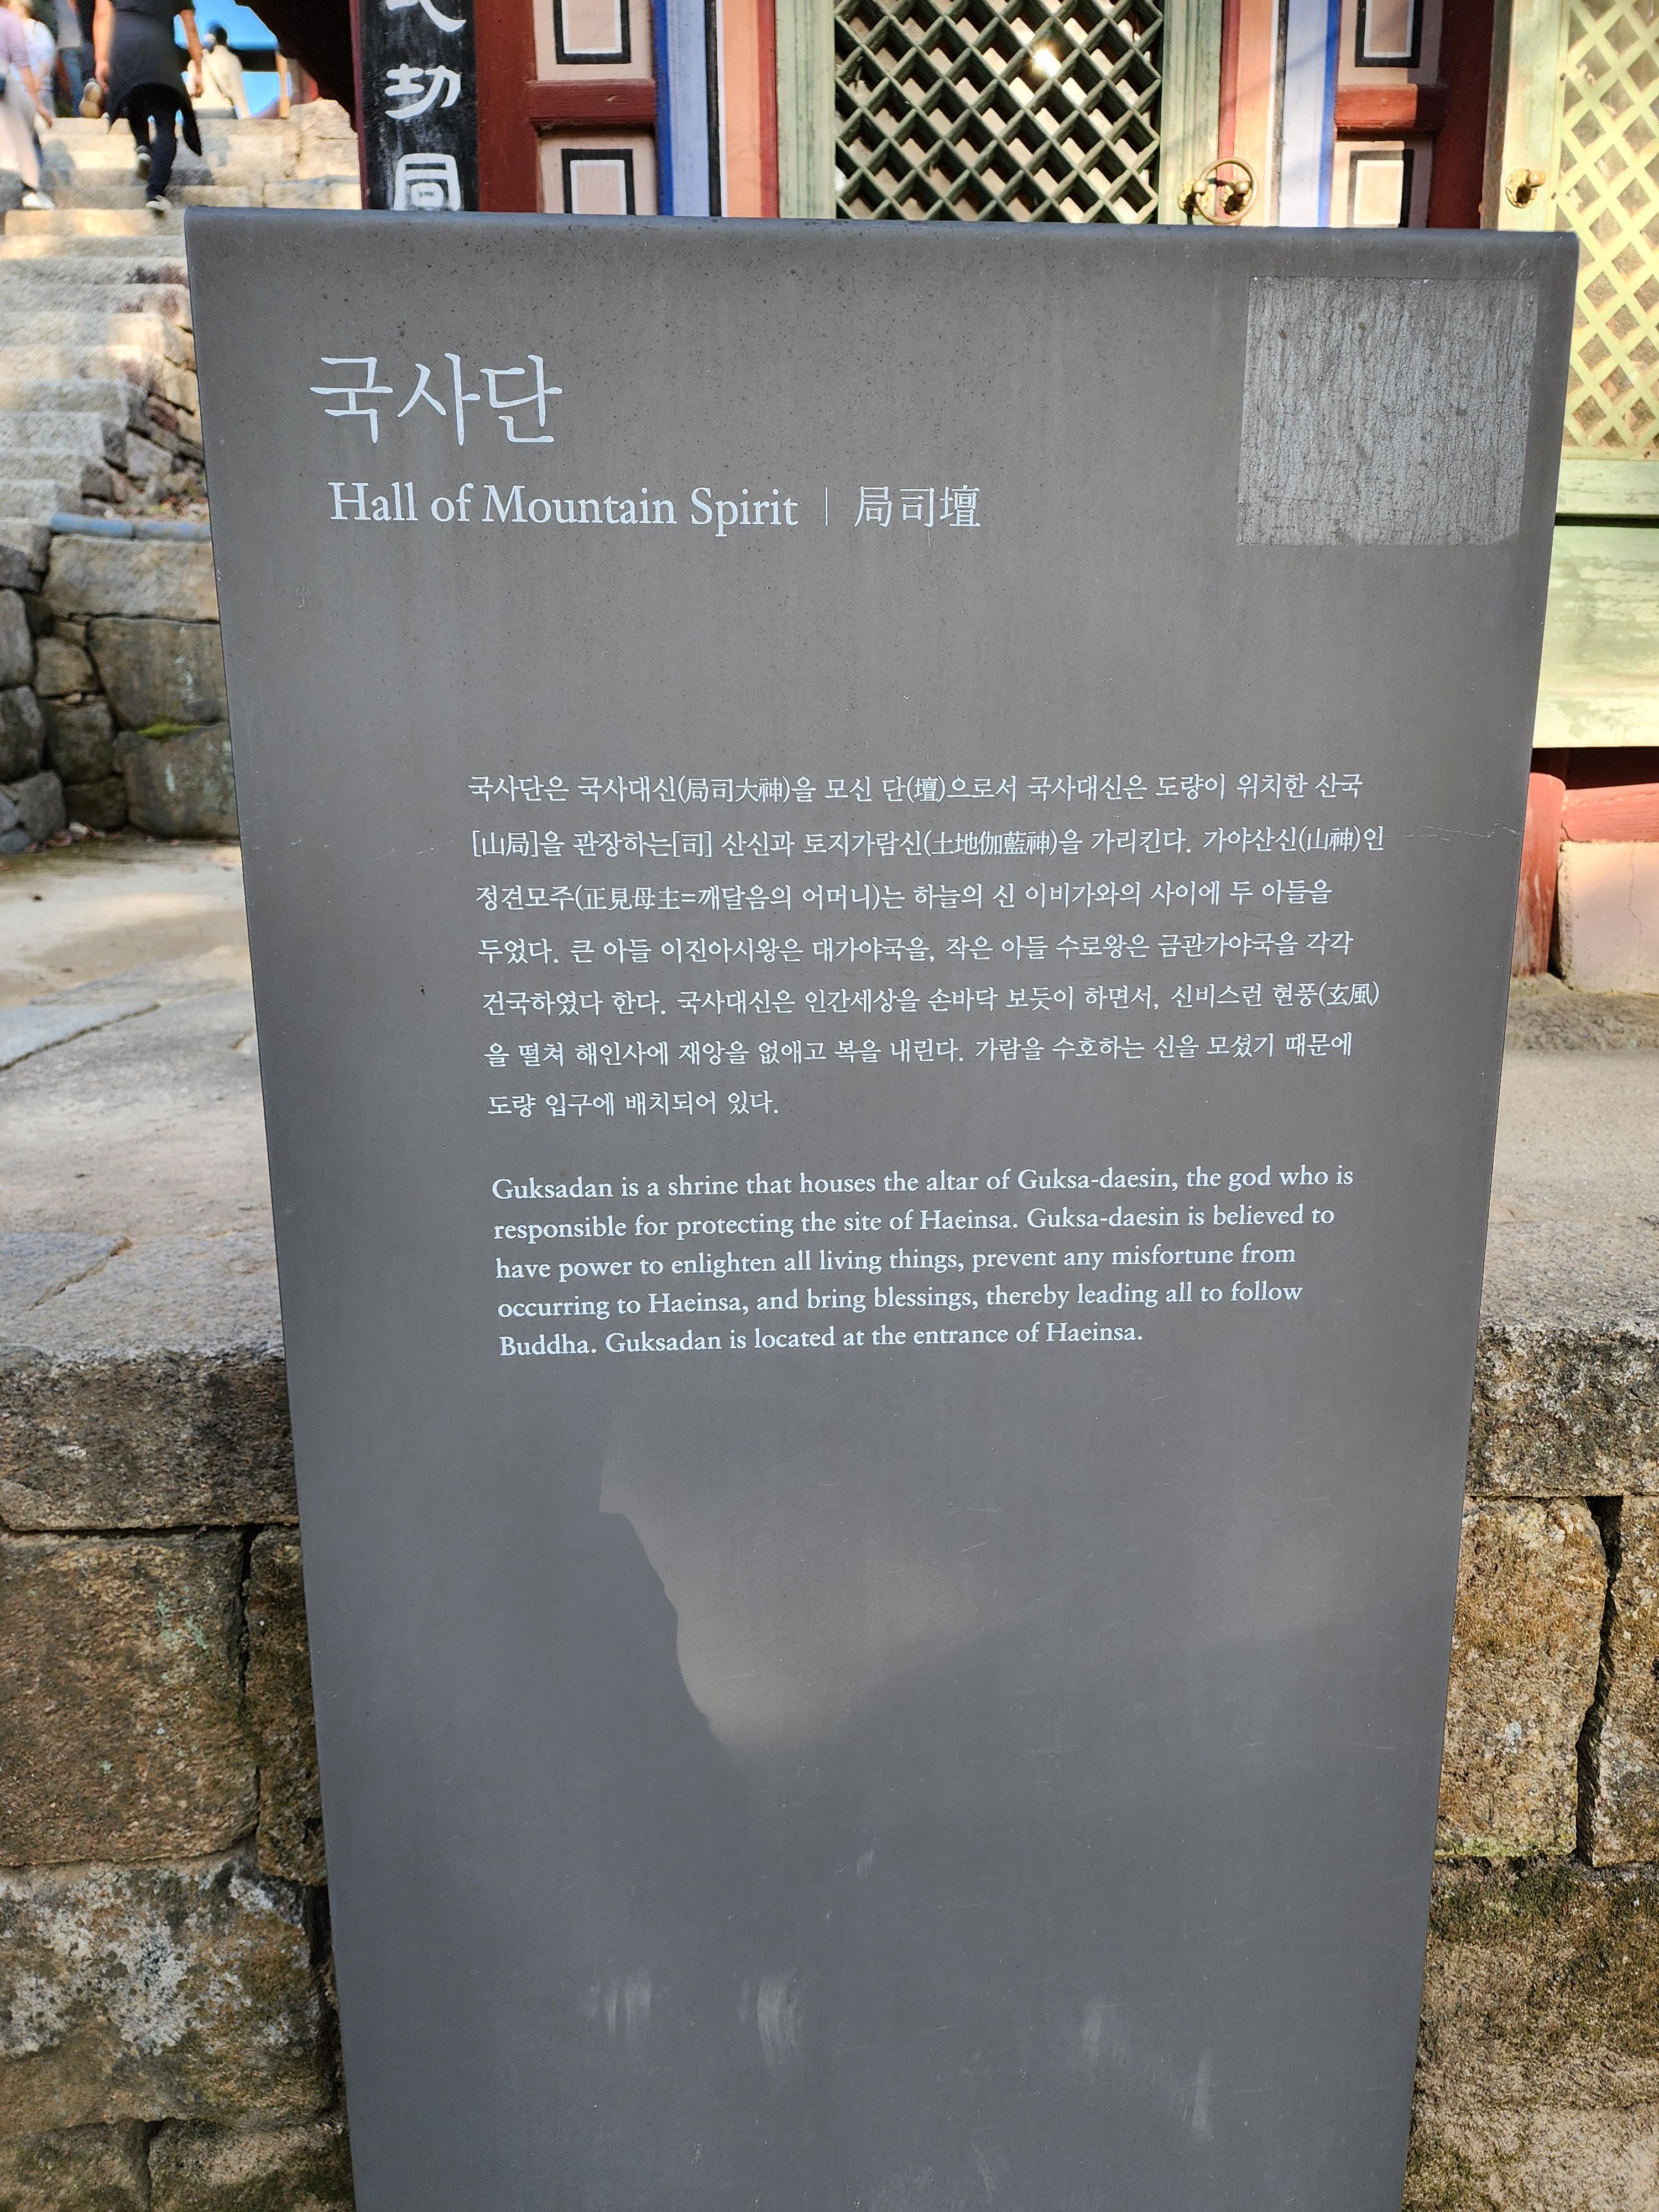 切
同
국사단
Hall of Mountain Spirit | 局司壇
국사단은 국사대신(局司大神)을 모신 단(壇)으로서 국사대신은 도량이 위치한 산국
[山局]을 관장하는[司] 산신과 토지가람신(土地伽藍神)을 가리킨다. 가야산신(山神)인
정견모주(正見母主=깨달음의 어머니)는 하늘의 신 이비가와의 사이에 두 아들을
두었다. 큰 아들 이진아시왕은 대가야국을, 작은 아들 수로왕은 금관가야국을 각각
건국하였다 한다. 국사대신은 인간세상을 손바닥 보듯이 하면서, 신비스런 현풍(玄風)
을 떨쳐 해인사에 재앙을 없애고 복을 내린다. 가람을 수호하는 신을 모셨기 때문에
도량 입구에 배치되어 있다.
Guksadan is a shrine that houses the altar of Guksa-daesin, the god who is
responsible for protecting the site of Haeinsa. Guksa-daesin is believed to
have power to enlighten all living things, prevent any misfortune from
occurring to Haeinsa, and bring blessings, thereby leading all to follow
Buddha. Guksadan is located at the entrance of Haeinsa.